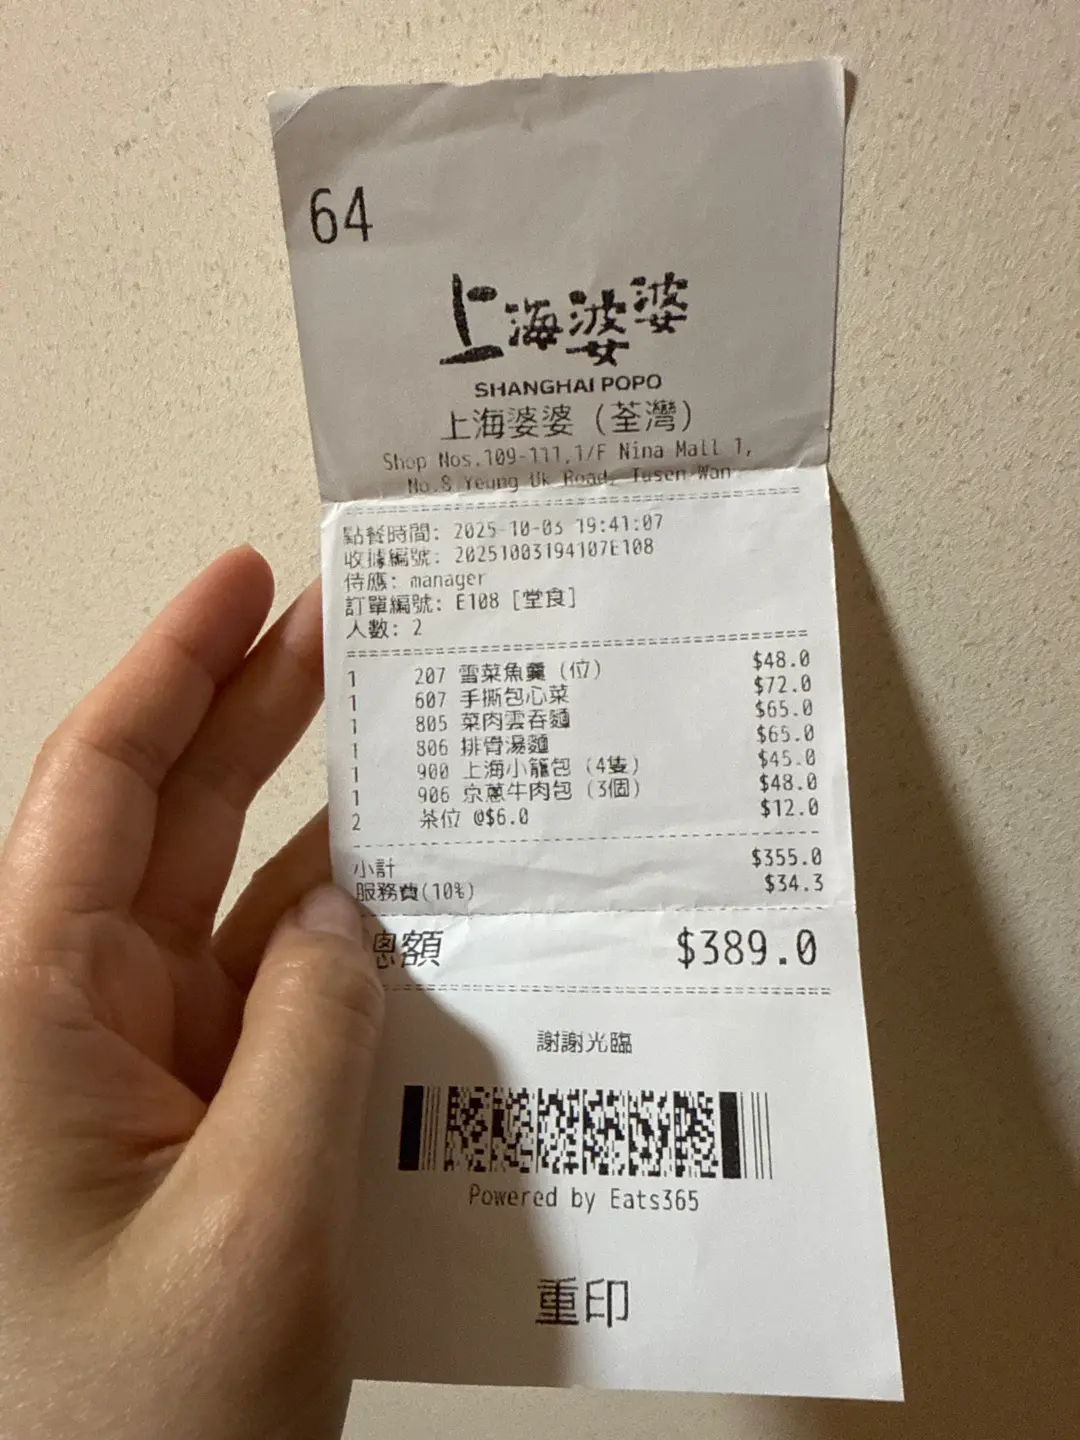 64
上海婆婆
SHANGHAI POPO
上海婆婆 (荃灣)
Shop Nos.109-111,1/F Nina Mall 1,
No.8 Yeung Uk Road, Tusen Wan
點餐時間: 2025-10-03 19:41:07
收據編號: 20251003194107E108
侍應: manager
訂單編號: E108 [堂食]
人數: 2
1 207 雪菜魚羹 (位) $48.0
1 607 手撕包心菜 $72.0
1 805 菜肉雲吞麵 $65.0
1 806 排骨湯麵 $65.0
1 900 上海小籠包 (4隻) $45.0
1 906 京蔥牛肉包 (3個) $48.0
2 茶位 @$6.0 $12.0
小計 $355.0
服務費(10%) $34.3
總額 $389.0
謝謝光臨
Powered by Eats365
重印